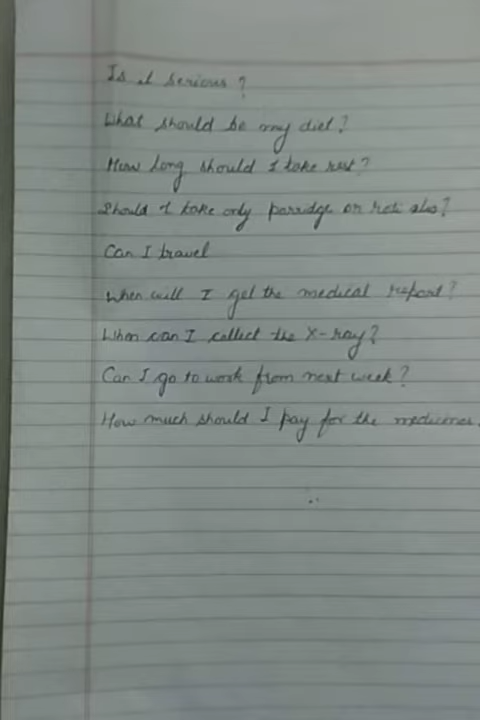 Is it serious?
What should be my diet?
How long should I take rest?
Should I take only porridge or roti also?
Can I travel
When will I get the medical report?
When can I collect the X-ray?
Can I go to work from next week?
How much should I pay for the medicines.